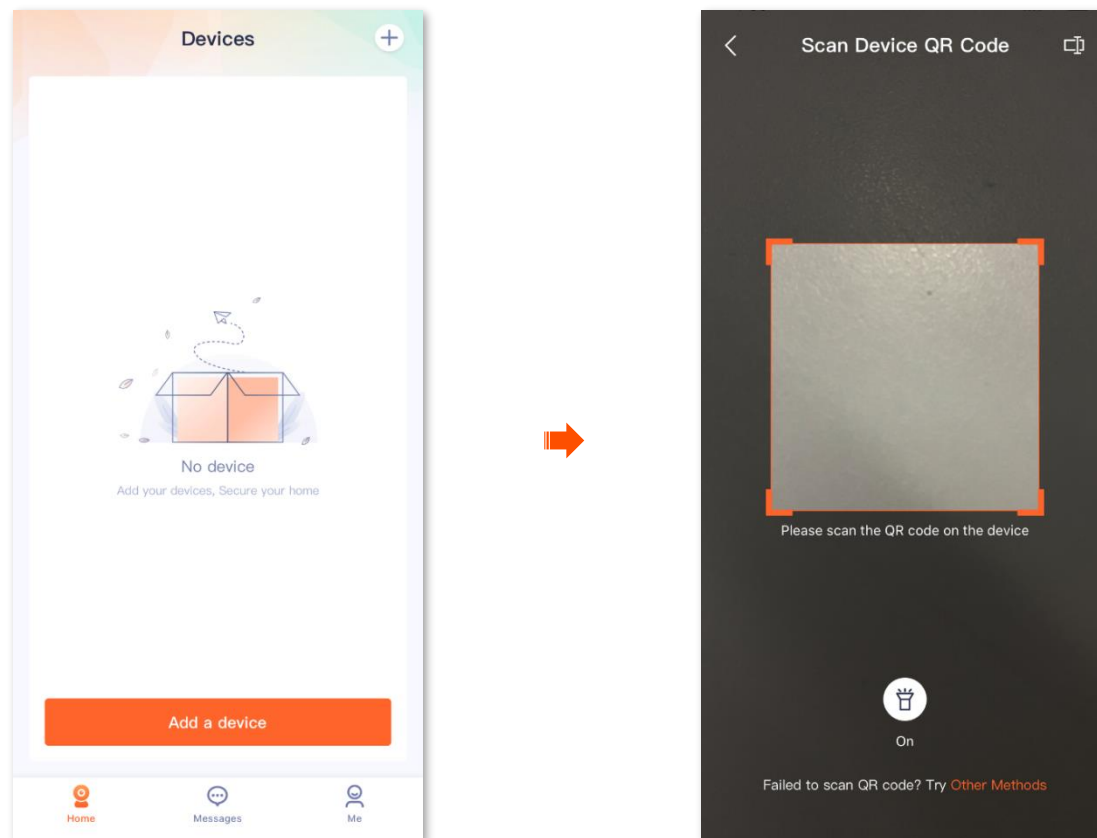 Devices
No device
Add your devices, Secure your home
Add a device
Home
Messages
Me
Scan Device QR Code
Please scan the QR code on the device
On
Failed to scan QR code? Try Other Methods